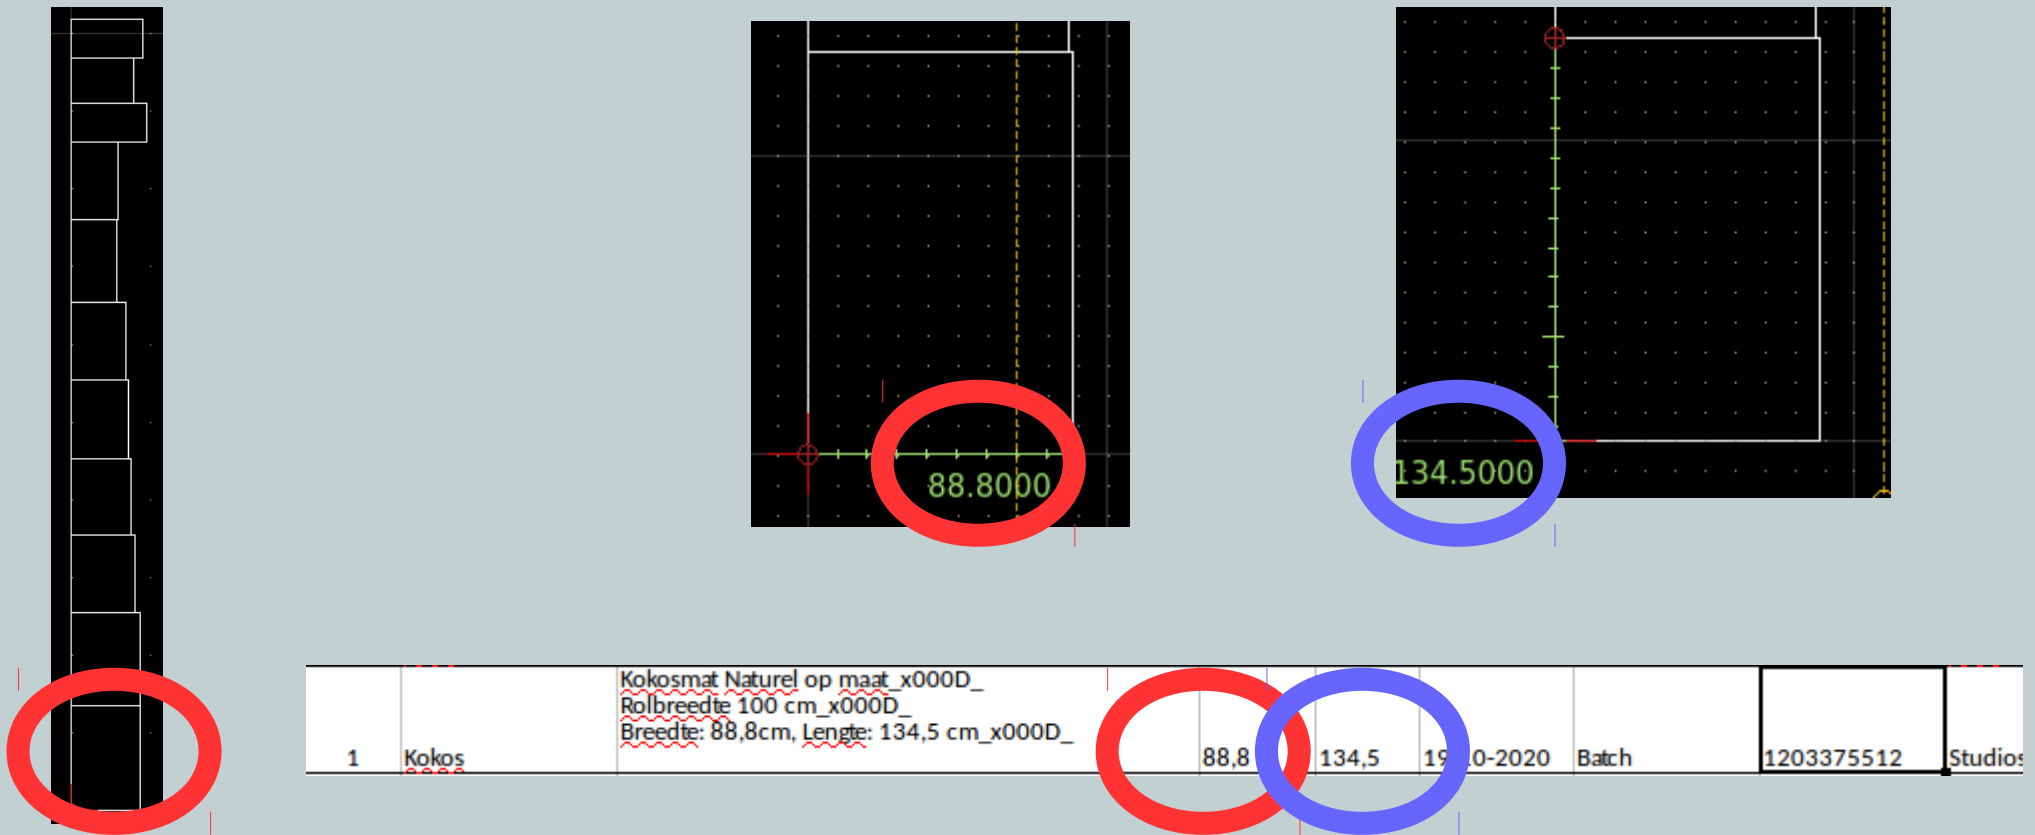 88.8000
134.5000
Kokosmat Naturel op maat_x000D_
Rolbreedte 100 cm_x000D_
Breedte: 88,8cm, Lengte: 134,5 cm_x000D_
1 Kokos 88,8 134,5 0-2020 Batch 1203375512 Studios